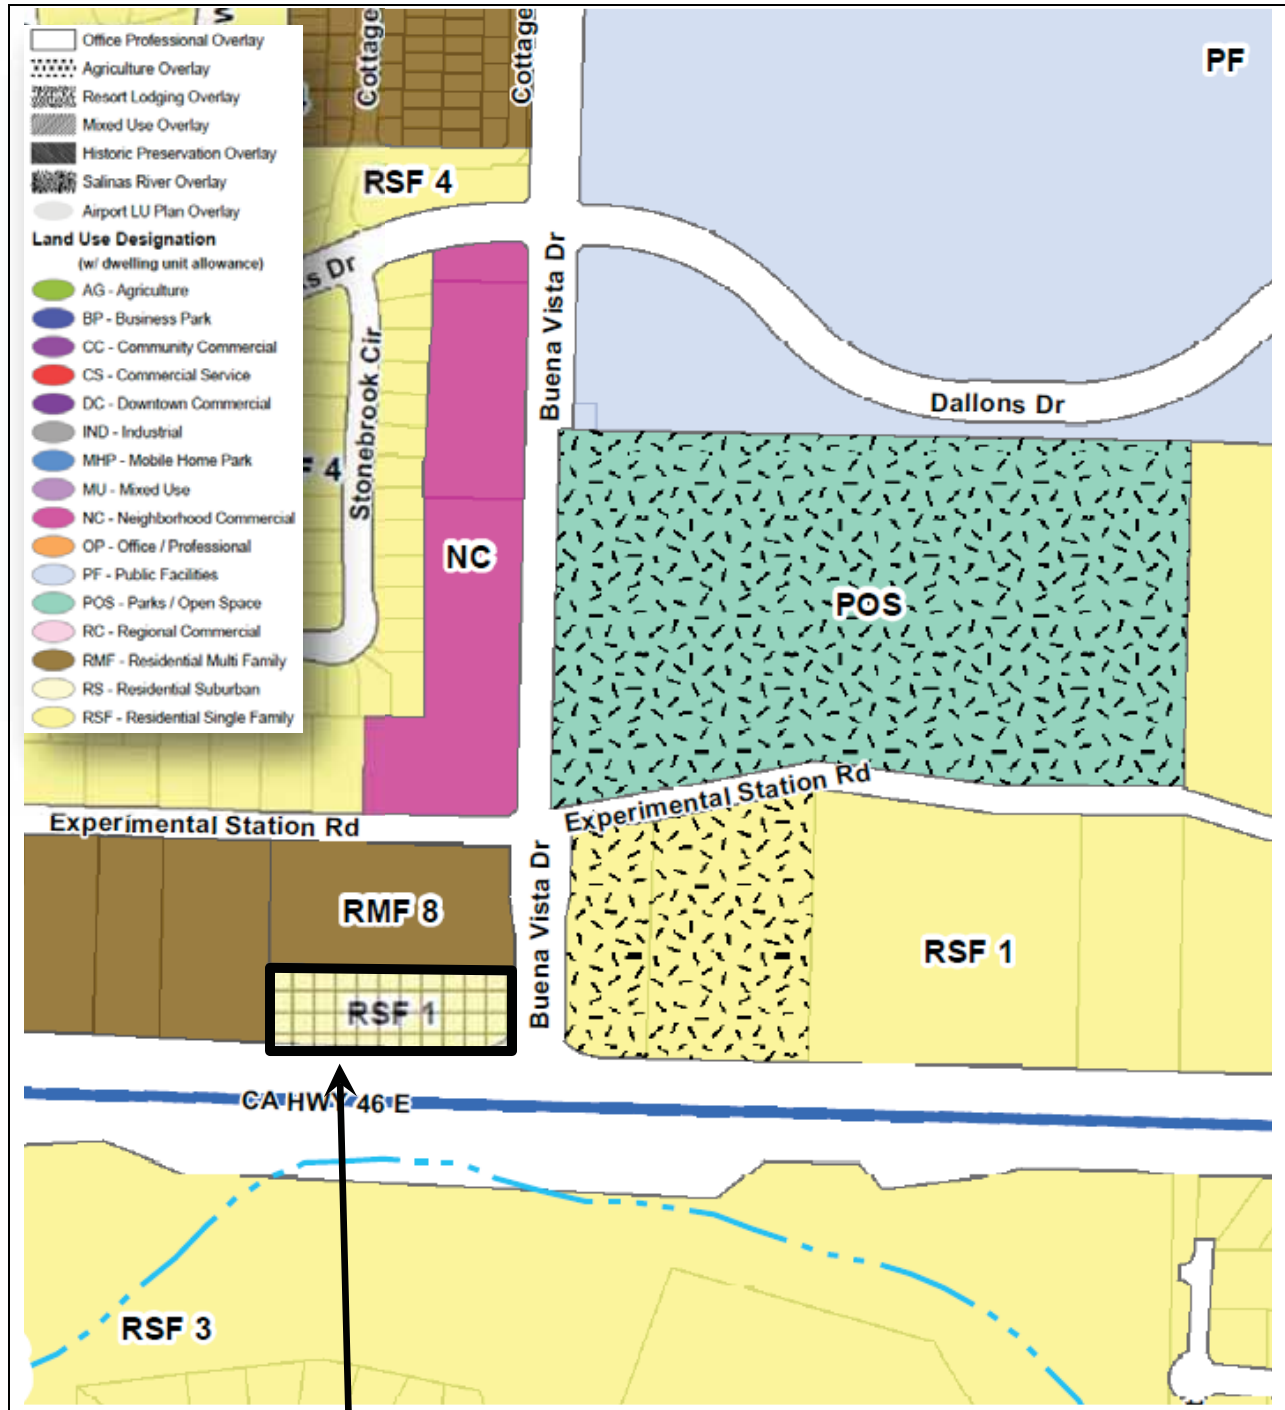 Office Professional Overlay
Agriculture Overlay
Resort Lodging Overlay
Mixed Use Overlay
Historic Preservation Overlay
Salinas River Overlay
Airport LU Plan Overlay
Land Use Designation
(w/ dwelling unit allowance)
AG - Agriculture
BP - Business Park
CC - Community Commercial
CS - Commercial Service
DC - Downtown Commercial
IND - Industrial
MHP - Mobile Home Park
MU - Mixed Use
NC - Neighborhood Commercial
OP - Office / Professional
PF - Public Facilities
POS - Parks / Open Space
RC - Regional Commercial
RMF - Residential Multi Family
RS - Residential Suburban
RSF - Residential Single Family
Cottage
Cottage
PF
RSF 4
Buena Vista Dr
Stonebrook Cir
Dallons Dr
4
NC
POS
Experimental Station Rd
Experimental Station Rd
Buena Vista Dr
RMF 8
RSF 1
RSF 1
CA HWY 46 E
RSF 3